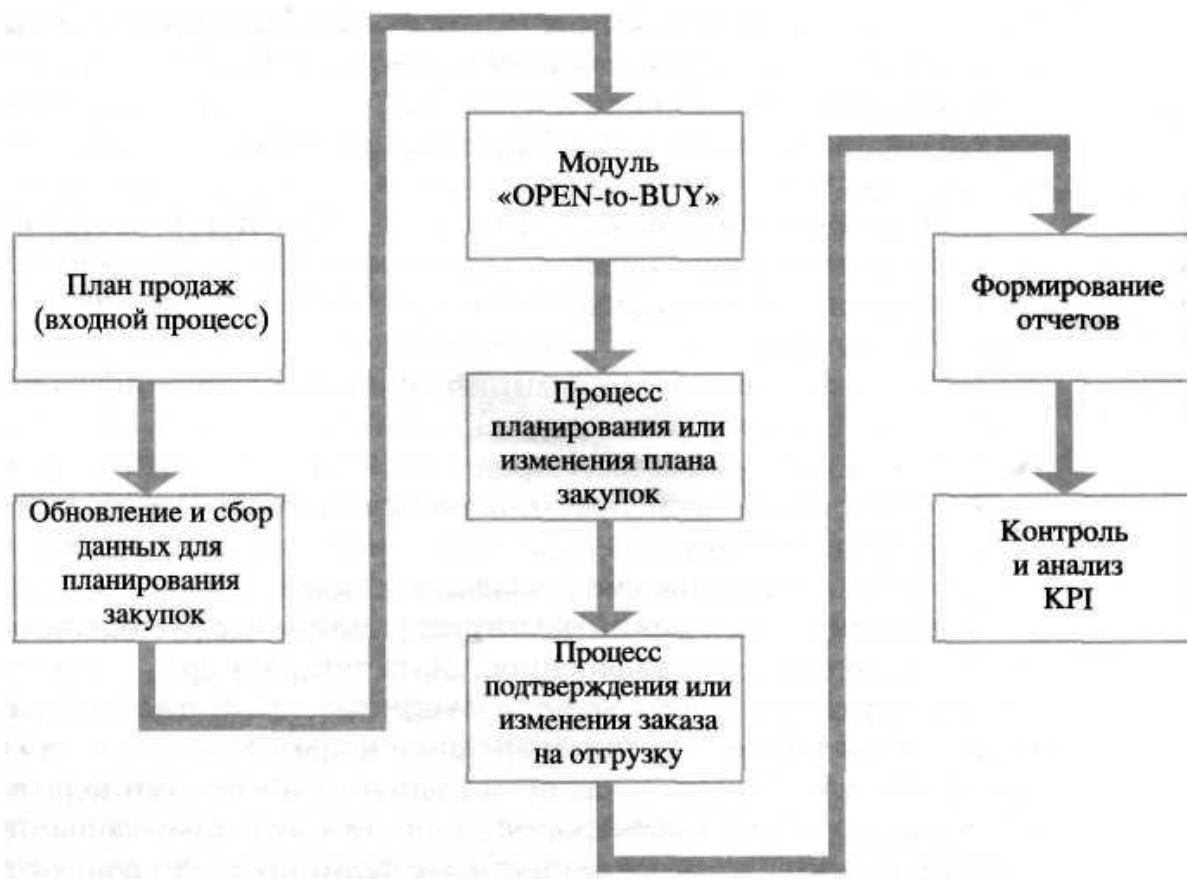 План продаж
(входной процесс)
Обновление и сбор
данных для
планирования
закупок
Модуль
«OPEN-to-BUY»
Процесс
планирования или
изменения плана
закупок
Процесс
подтверждения или
изменения заказа
на отгрузку
Формирование
отчетов
Контроль
и анализ
KPI